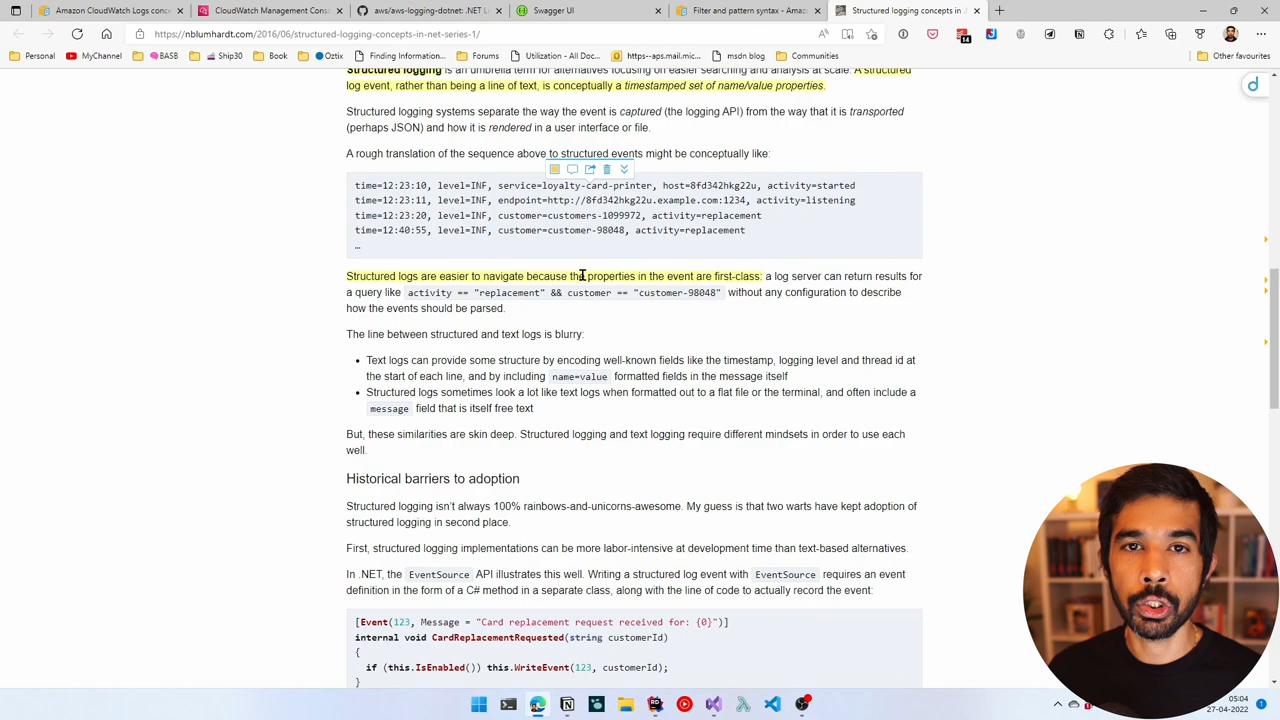 Amazon CloudWatch Logs conc
CloudWatch Management Cons
aws/aws-logging-dotnet: .NET Li
Swagger UI
Filter and pattern syntax - Amaz
Structured logging concepts in .
https://nblumhardt.com/2016/06/structured-logging-concepts-in-net-series-1/
14
Personal
MyChannel
BASB
Ship30
Book
Oztix
Finding Information...
Forums
Utilization - All Doc...
https--aps.mail.mic...
msdn blog
Communities
Other favourites
Structured logging is an umbrella term for alternatives focusing on easier searching and analysis at scale. A structured
log event, rather than being a line of text, is conceptually a timestamped set of name/value properties.
Structured logging systems separate the way the event is captured (the logging API) from the way that it is transported
(perhaps JSON) and how it is rendered in a user interface or file.
A rough translation of the sequence above to structured events might be conceptually like:
time=12:23:10, level=INF, service=loyalty-card-printer, host=8fd342hkg22u, activity=started
time=12:23:11, level=INF, endpoint=http://8fd342hkg22u.example.com:1234, activity=listening
time=12:23:20, level=INF, customer=customers-1099972, activity=replacement
time=12:40:55, level=INF, customer=customer-98048, activity=replacement
…
Structured logs are easier to navigate because the properties in the event are first-class: a log server can return results for
a query like activity == "replacement" && customer == "customer-98048" without any configuration to describe
how the events should be parsed.
The line between structured and text logs is blurry:
• Text logs can provide some structure by encoding well-known fields like the timestamp, logging level and thread id at
the start of each line, and by including name=value formatted fields in the message itself
• Structured logs sometimes look a lot like text logs when formatted out to a flat file or the terminal, and often include a
message field that is itself free text
But, these similarities are skin deep. Structured logging and text logging require different mindsets in order to use each
well.
Historical barriers to adoption
Structured logging isn't always 100% rainbows-and-unicorns-awesome. My guess is that two warts have kept adoption of
structured logging in second place.
First, structured logging implementations can be more labor-intensive at development time than text-based alternatives.
In .NET, the EventSource API illustrates this well. Writing a structured log event with EventSource requires an event
definition in the form of a C# method in a separate class, along with the line of code to actually record the event:
[Event(123, Message = "Card replacement request received for: {0}")]
internal void CardReplacementRequested(string customerId)
{
if (this.IsEnabled()) this.WriteEvent(123, customerId);
}
05:04
27-04-2022